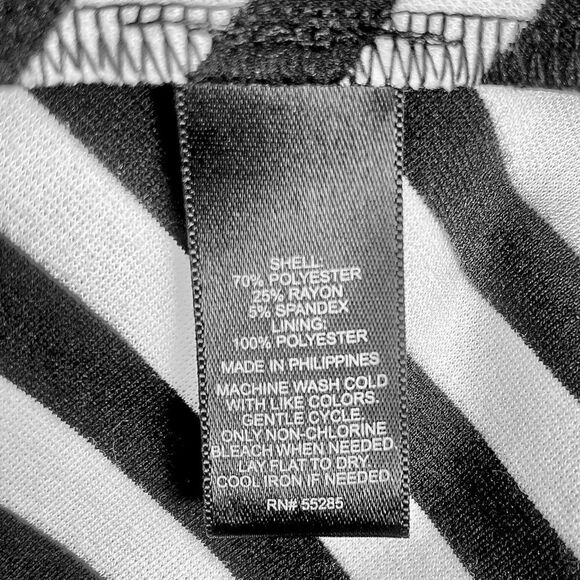 SHELL:
70% POLYESTER
25% RAYON
5% SPANDEX
LINING:
100% POLYESTER
MADE IN PHILIPPINES
MACHINE WASH COLD
WITH LIKE COLORS.
GENTLE CYCLE.
ONLY NON-CHLORINE
BLEACH WHEN NEEDED.
LAY FLAT TO DRY.
COOL IRON IF NEEDED.
RN# 55285